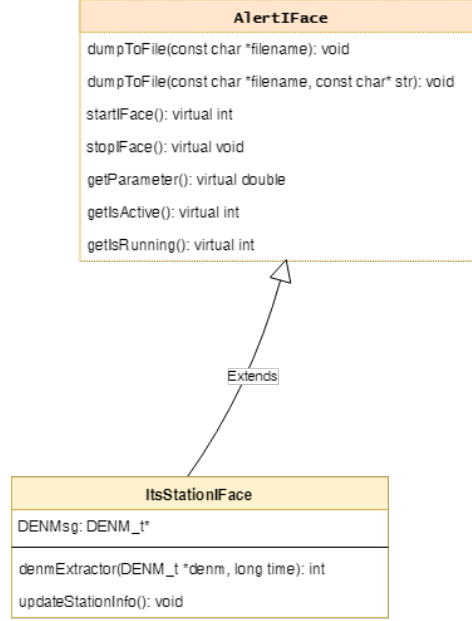 AlertIFace
dumpToFile(const char *filename): void
dumpToFile(const char *filename, const char* str): void
startIFace(): virtual int
stopIFace(): virtual void
getParameter(): virtual double
getIsActive(): virtual int
getIsRunning(): virtual int
Extends
ItsStationIFace
DENMsg: DENM_t*
denmExtractor(DENM_t *denm, long time): int
updateStationInfo(): void